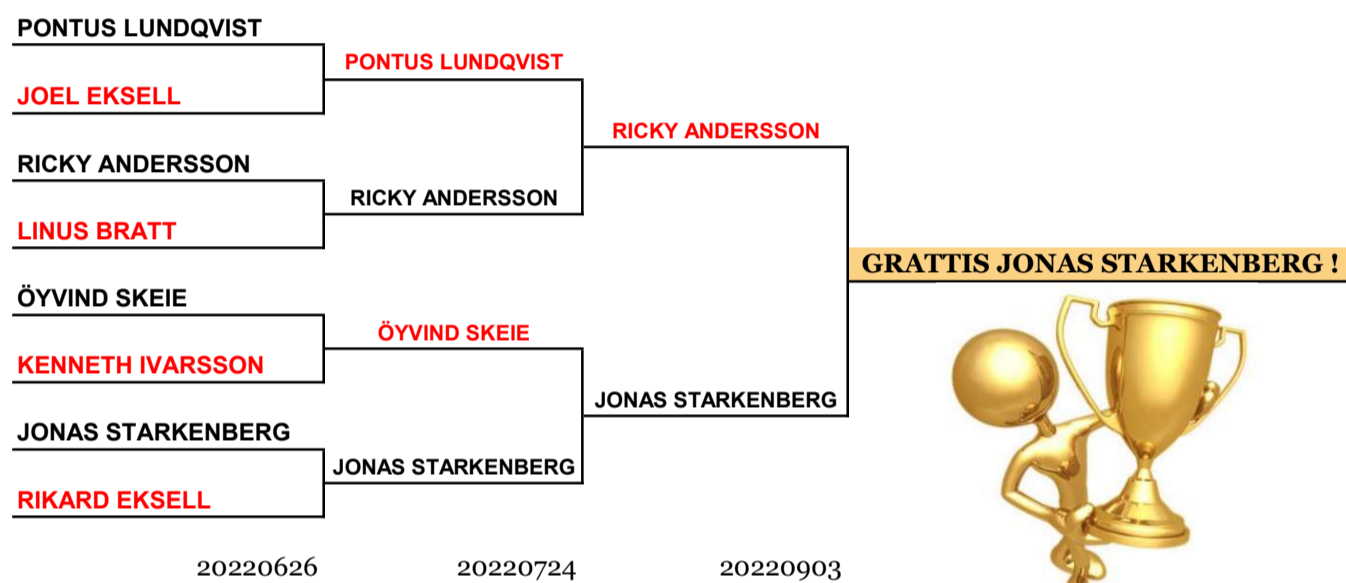 PONTUS LUNDQVIST
PONTUS LUNDQVIST
JOEL EKSELL
RICKY ANDERSSON
RICKY ANDERSSON
RICKY ANDERSSON
LINUS BRATT
GRATTIS JONAS STARKENBERG !
ÖYVIND SKEIE
ÖYVIND SKEIE
KENNETH IVARSSON
JONAS STARKENBERG
JONAS STARKENBERG
JONAS STARKENBERG
RIKARD EKSELL
20220626 20220724 20220903